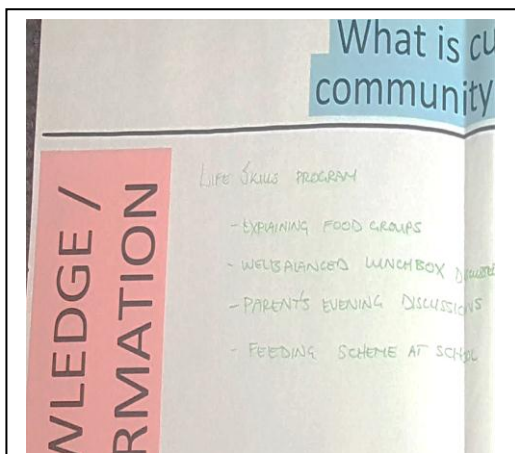 What is cu
community
WLEDGE /
RMATION
LIFE SKILLS PROGRAM
- EXPLAINING FOOD GROUPS
- WELLBALANCED LUNCHBOX
- PARENT'S EVENING DISCUSSIONS
- FEEDING SCHEME AT SCHOOL